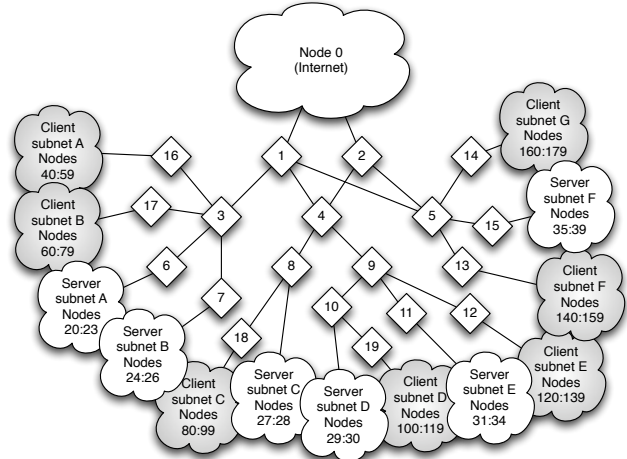 Node 0
(Internet)
Client
subnet A
Nodes
40:59
16
1
2
14
Client
subnet G
Nodes
160:179
Client
subnet B
Nodes
60:79
17
3
4
5
15
Server
subnet F
Nodes
35:39
Server
subnet A
Nodes
20:23
6
7
8
9
13
Client
subnet F
Nodes
140:159
Server
subnet B
Nodes
24:26
18
10
11
12
19
Client
subnet C
Nodes
80:99
Server
subnet C
Nodes
27:28
Server
subnet D
Nodes
29:30
Client
subnet D
Nodes
100:119
Server
subnet E
Nodes
31:34
Client
subnet E
Nodes
120:139